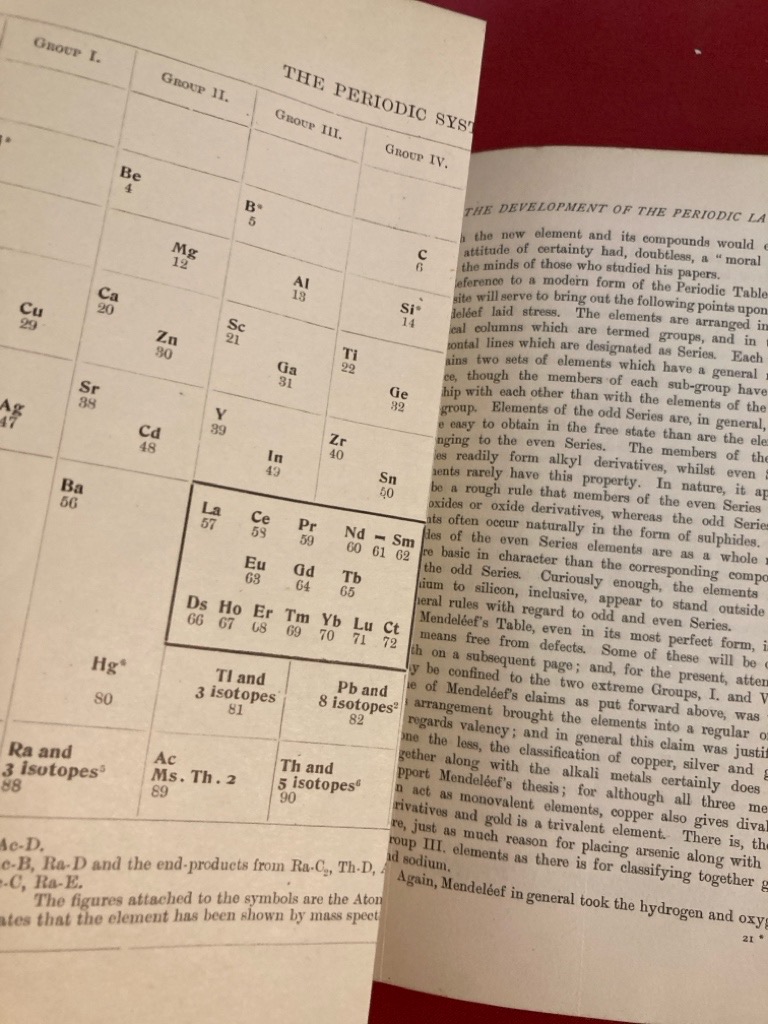 THE PERIODIC SYST
GROUP I. GROUP II. GROUP III. GROUP IV.
Be
4
B*
5
C
6
Mg
12
Al
13
Si*
14
Ca
20
Sc
21
Ti
22
Cu
29
Zn
30
Ga
31
Ge
32
Sr
38
Y
39
Zr
40
Ag
47
Cd
48
In
49
Sn
50
Ba
56
La Ce Pr Nd – Sm
57 58 59 60 61 62
Eu Gd Tb
63 64 65
Ds Ho Er Tm Yb Lu Ct
66 67 68 69 70 71 72
Hg*
80
Tl and
3 isotopes
81
Pb and
8 isotopes²
82
Ra and
3 isotopes⁵
88
Ac
Ms. Th. 2
89
Th and
5 isotopes⁶
90
Ac-D.
c-B, Ra-D and the end-products from Ra-C₂, Th-D,
-C, Ra-E.
The figures attached to the symbols are the Atom
ates that the element has been shown by mass spect
THE DEVELOPMENT OF THE PERIODIC LA
the new element and its compounds would
attitude of certainty had, doubtless, a “ moral
the minds of those who studied his papers.
eference to a modern form of the Periodic Table
site will serve to bring out the following points upon
deléef laid stress. The elements are arranged in
cal columns which are termed groups, and in
ontal lines which are designated as Series. Each
ains two sets of elements which have a general
ce, though the members of each sub-group have
hip with each other than with the elements of the
group. Elements of the odd Series are, in general,
e easy to obtain in the free state than are the ele
nging to the even Series. The members of the
es readily form alkyl derivatives, whilst even
ents rarely have this property. In nature, it ap
be a rough rule that members of the even Series
oxides or oxide derivatives, whereas the odd Serie
nts often occur naturally in the form of sulphides.
des of the even Series elements are as a whole
re basic in character than the corresponding compo
the odd Series. Curiously enough, the elements
ium to silicon, inclusive, appear to stand outside
neral rules with regard to odd and even Series.
Mendeléef's Table, even in its most perfect form, i
means free from defects. Some of these will be
th on a subsequent page; and, for the present, atten
y be confined to the two extreme Groups, I. and V
e of Mendeléef's claims as put forward above, was
arrangement brought the elements into a regular o
regards valency; and in general this claim was justif
one the less, the classification of copper, silver and g
gether along with the alkali metals certainly does
pport Mendeléef's thesis; for although all three me
n act as monovalent elements, copper also gives dival
rivatives and gold is a trivalent element. There is, the
re, just as much reason for placing arsenic along with
roup III. elements as there is for classifying together g
nd sodium.
Again, Mendeléef in general took the hydrogen and oxyg
21 *